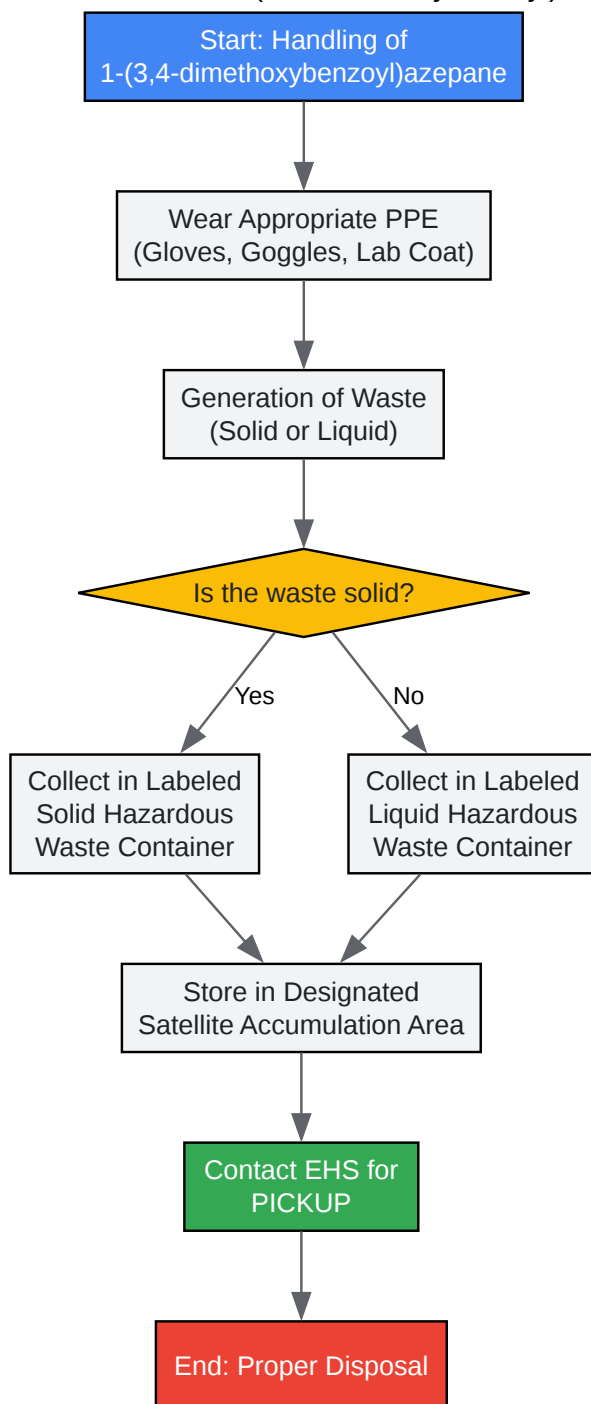 Start: Handling of
1-(3,4-dimethoxybenzoyl)azepane
Wear Appropriate PPE
(Gloves, Goggles, Lab Coat)
Generation of Waste
(Solid or Liquid)
Is the waste solid?
Yes
No
Collect in Labeled
Solid Hazardous
Waste Container
Collect in Labeled
Liquid Hazardous
Waste Container
Store in Designated
Satellite Accumulation Area
Contact EHS for
PICKUP
End: Proper Disposal